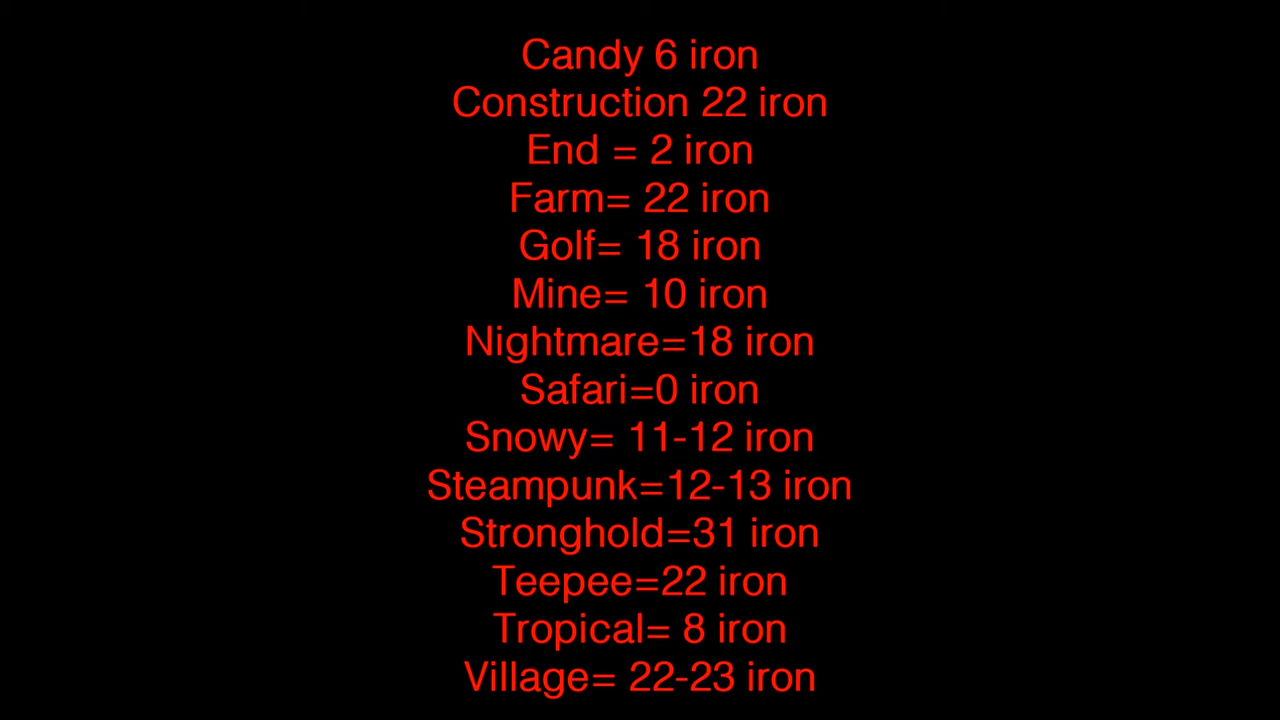 Candy 6 iron
Construction 22 iron
End = 2 iron
Farm= 22 iron
Golf= 18 iron
Mine= 10 iron
Nightmare=18 iron
Safari=0 iron
Snowy= 11-12 iron
Steampunk=12-13 iron
Stronghold=31 iron
Teepee=22 iron
Tropical= 8 iron
Village= 22-23 iron